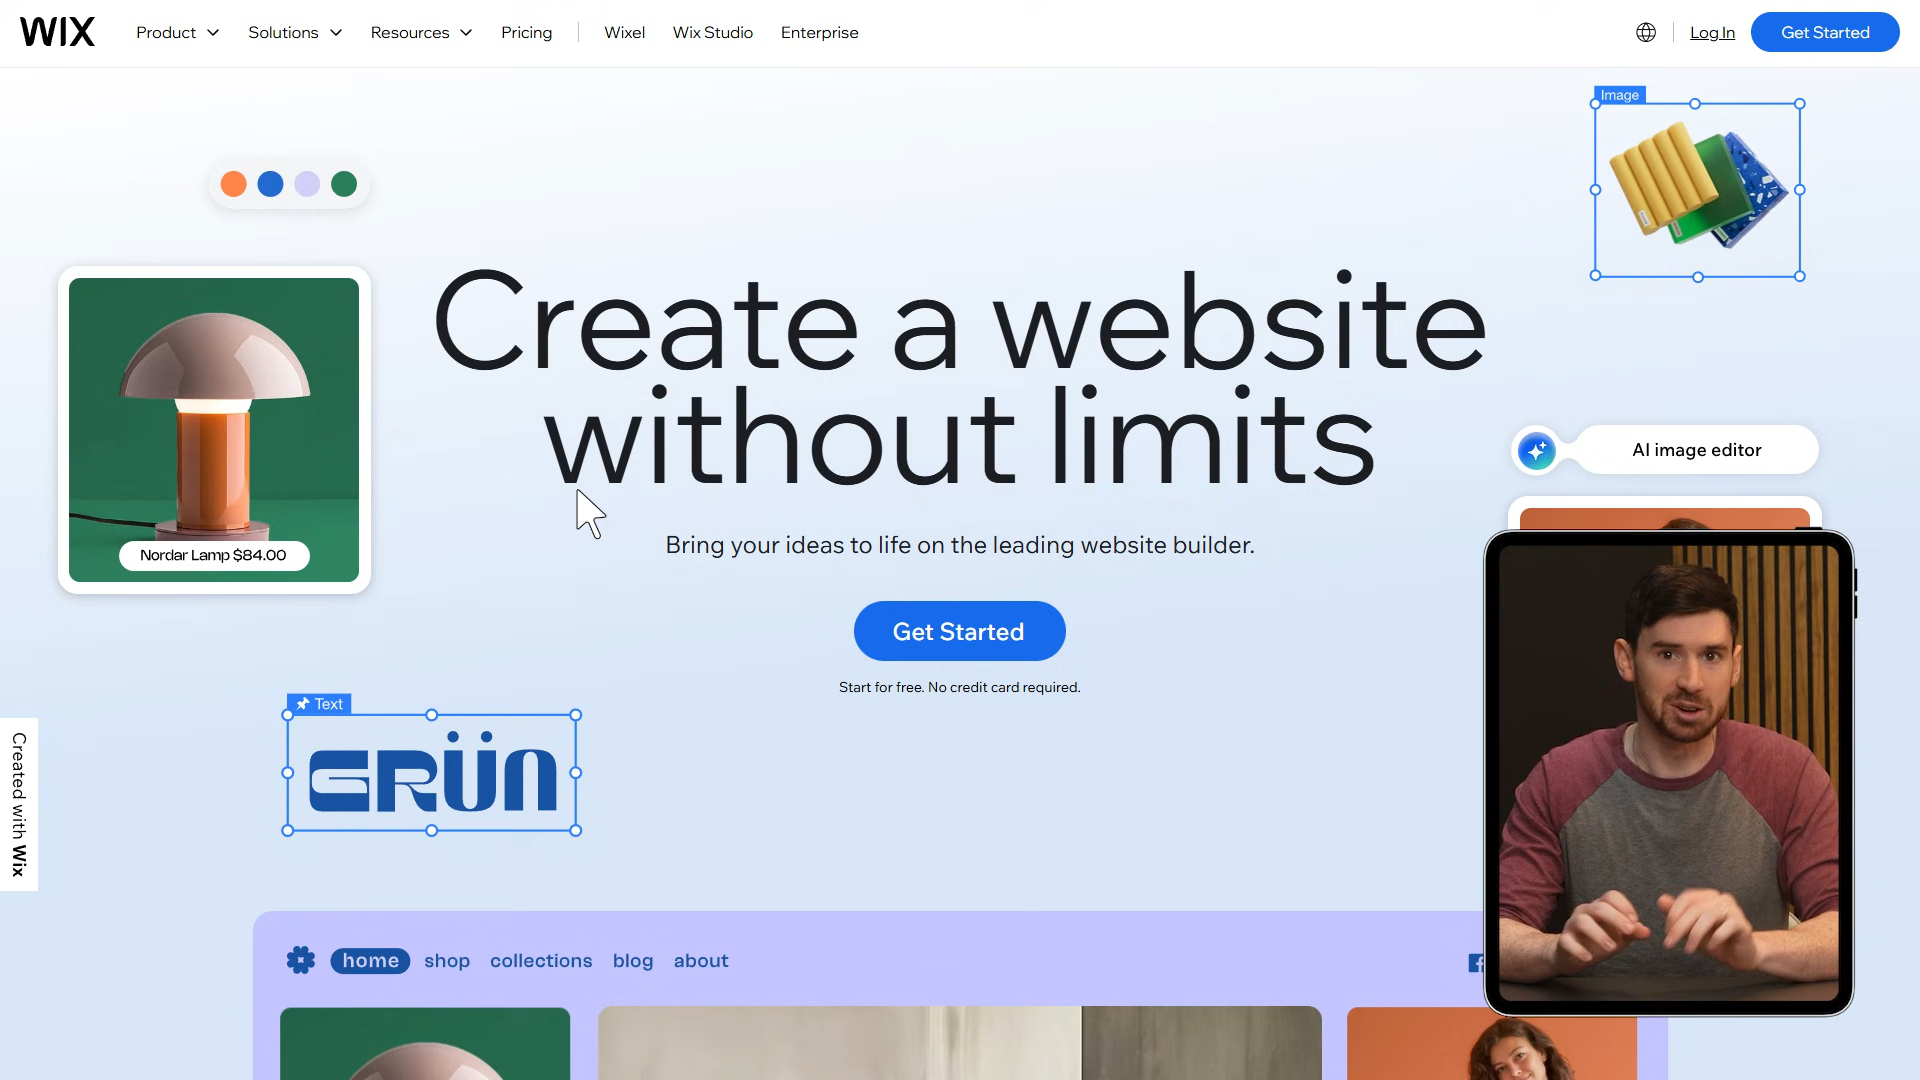 WIX
Product
Solutions
Resources
Pricing
Wixel
Wix Studio
Enterprise
Log In
Get Started
Image
Create a website
without limits
AI image editor
Nordar Lamp $84.00
Bring your ideas to life on the leading website builder.
Get Started
Start for free. No credit card required.
Text
GRÜN
Created with Wix
home
shop
collections
blog
about